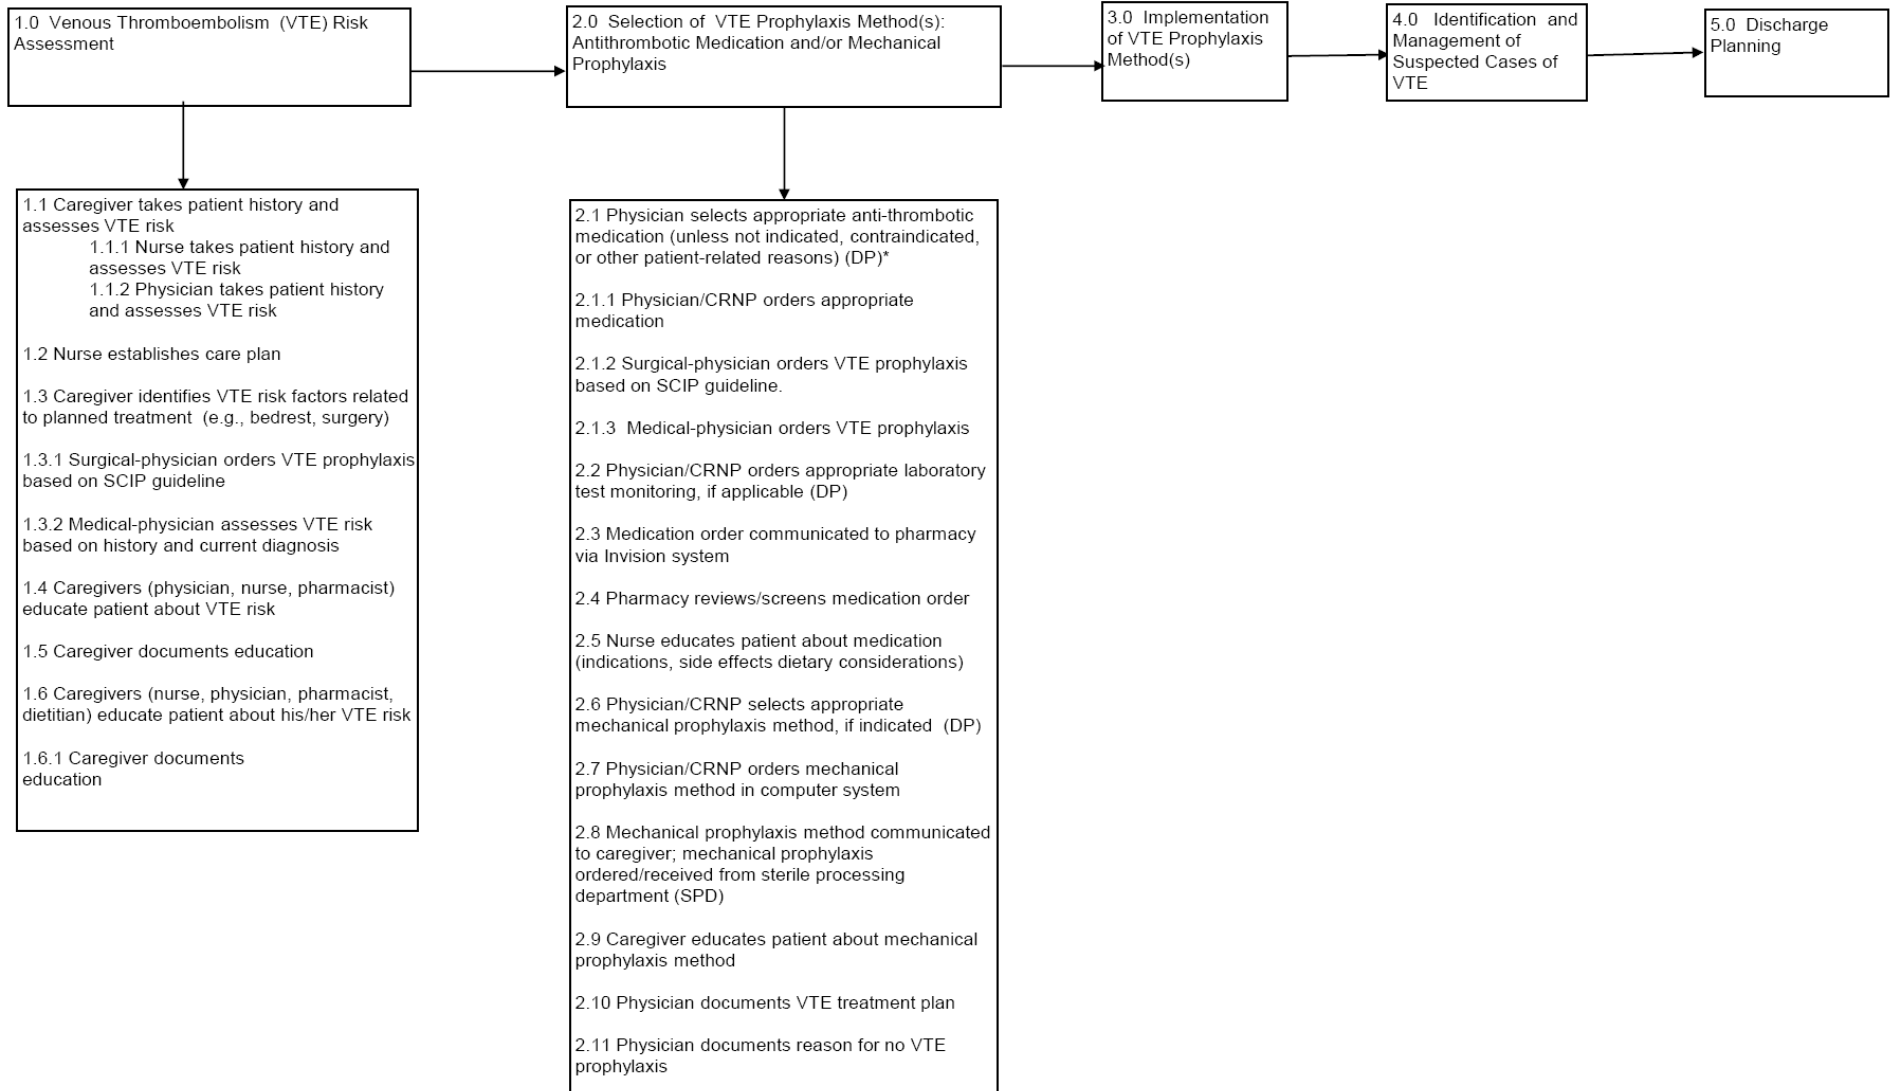 1.0 Venous Thromboembolism (VTE) Risk
Assessment
2.0 Selection of VTE Prophylaxis Method(s):
Antithrombotic Medication and/or Mechanical
Prophylaxis
3.0 Implementation
of VTE Prophylaxis
Method(s)
4.0 Identification and
Management of
Suspected Cases of
VTE
5.0 Discharge
Planning
1.1 Caregiver takes patient history and
assesses VTE risk
1.1.1 Nurse takes patient history and
assesses VTE risk
1.1.2 Physician takes patient history
and assesses VTE risk
1.2 Nurse establishes care plan
1.3 Caregiver identifies VTE risk factors related
to planned treatment (e.g., bedrest, surgery)
1.3.1 Surgical-physician orders VTE prophylaxis
based on SCIP guideline
1.3.2 Medical-physician assesses VTE risk
based on history and current diagnosis
1.4 Caregivers (physician, nurse, pharmacist)
educate patient about VTE risk
1.5 Caregiver documents education
1.6 Caregivers (nurse, physician, pharmacist,
dietitian) educate patient about his/her VTE risk
1.6.1 Caregiver documents
education
2.1 Physician selects appropriate anti-thrombotic
medication (unless not indicated, contraindicated,
or other patient-related reasons) (DP)*
2.1.1 Physician/CRNP orders appropriate
medication
2.1.2 Surgical-physician orders VTE prophylaxis
based on SCIP guideline.
2.1.3 Medical-physician orders VTE prophylaxis
2.2 Physician/CRNP orders appropriate laboratory
test monitoring, if applicable (DP)
2.3 Medication order communicated to pharmacy
via Invision system
2.4 Pharmacy reviews/screens medication order
2.5 Nurse educates patient about medication
(indications, side effects dietary considerations)
2.6 Physician/CRNP selects appropriate
mechanical prophylaxis method, if indicated (DP)
2.7 Physician/CRNP orders mechanical
prophylaxis method in computer system
2.8 Mechanical prophylaxis method communicated
to caregiver; mechanical prophylaxis
ordered/received from sterile processing
department (SPD)
2.9 Caregiver educates patient about mechanical
prophylaxis method
2.10 Physician documents VTE treatment plan
2.11 Physician documents reason for no VTE
prophylaxis